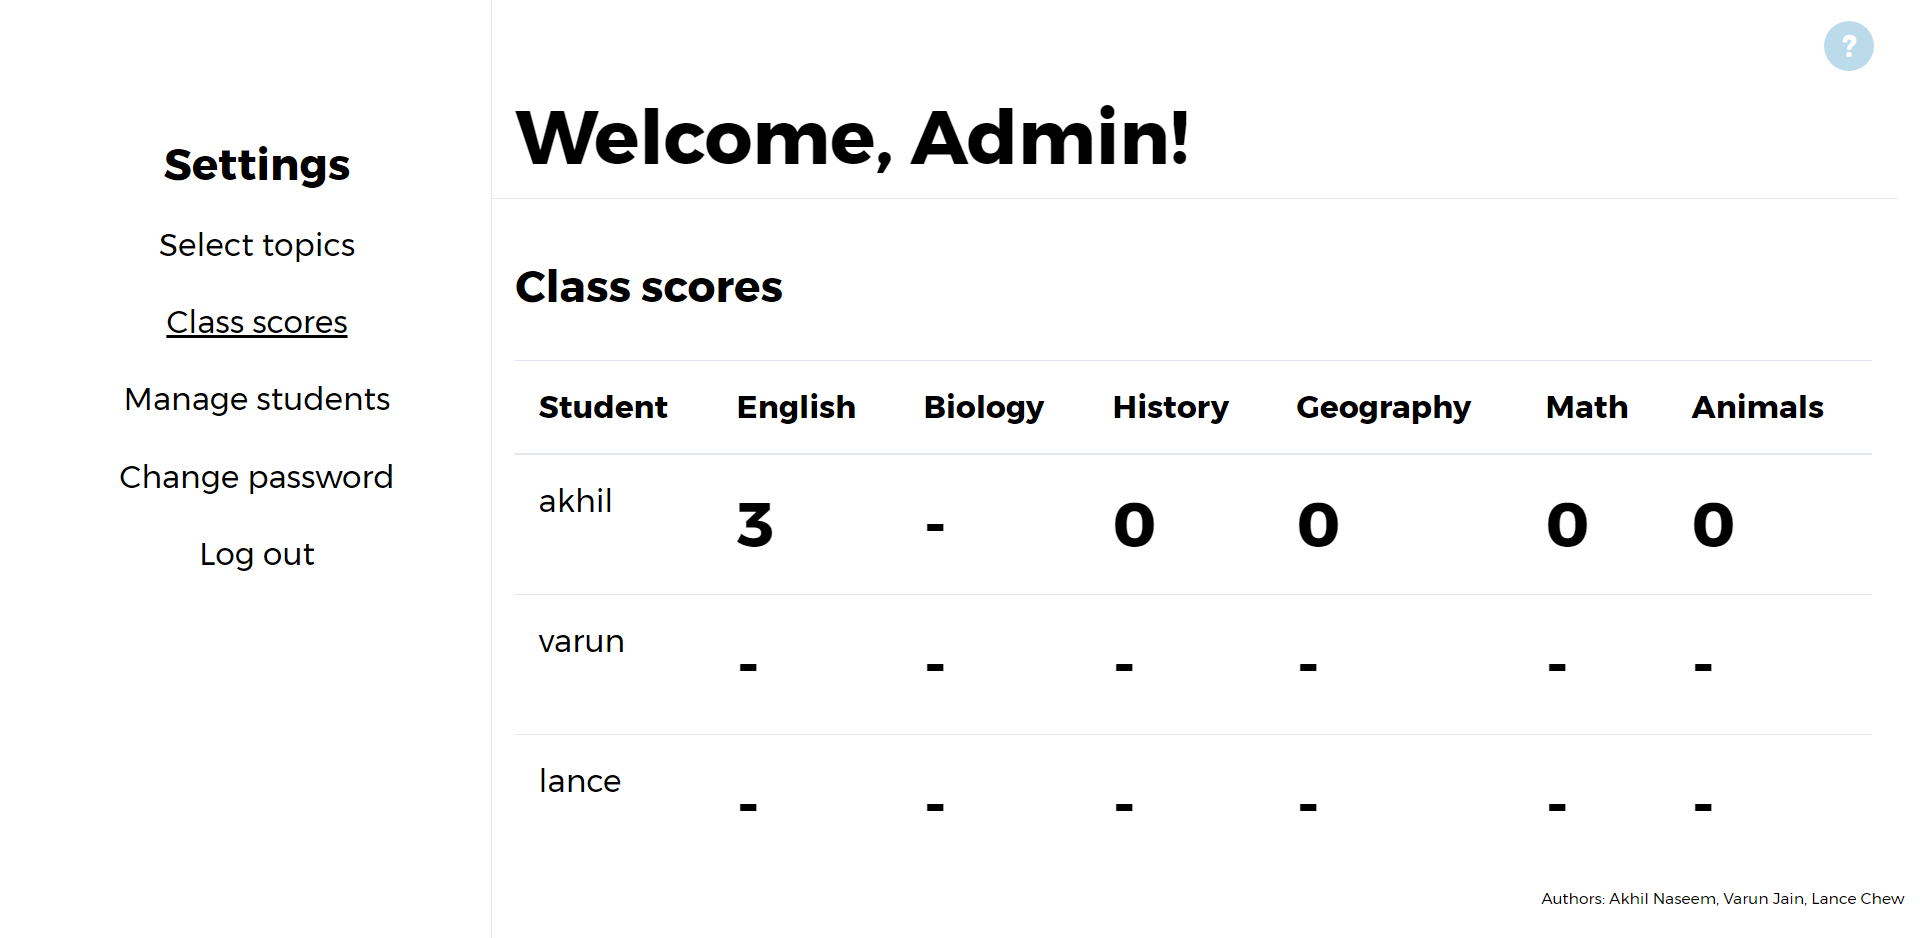 ?
Welcome, Admin!
Settings
Select topics
Class scores
Manage students
Change password
Log out
Class scores
Student English Biology History Geography Math Animals
akhil 3 - 0 0 0 0
varun - - - - - -
lance - - - - - -
Authors: Akhil Naseem, Varun Jain, Lance Chew